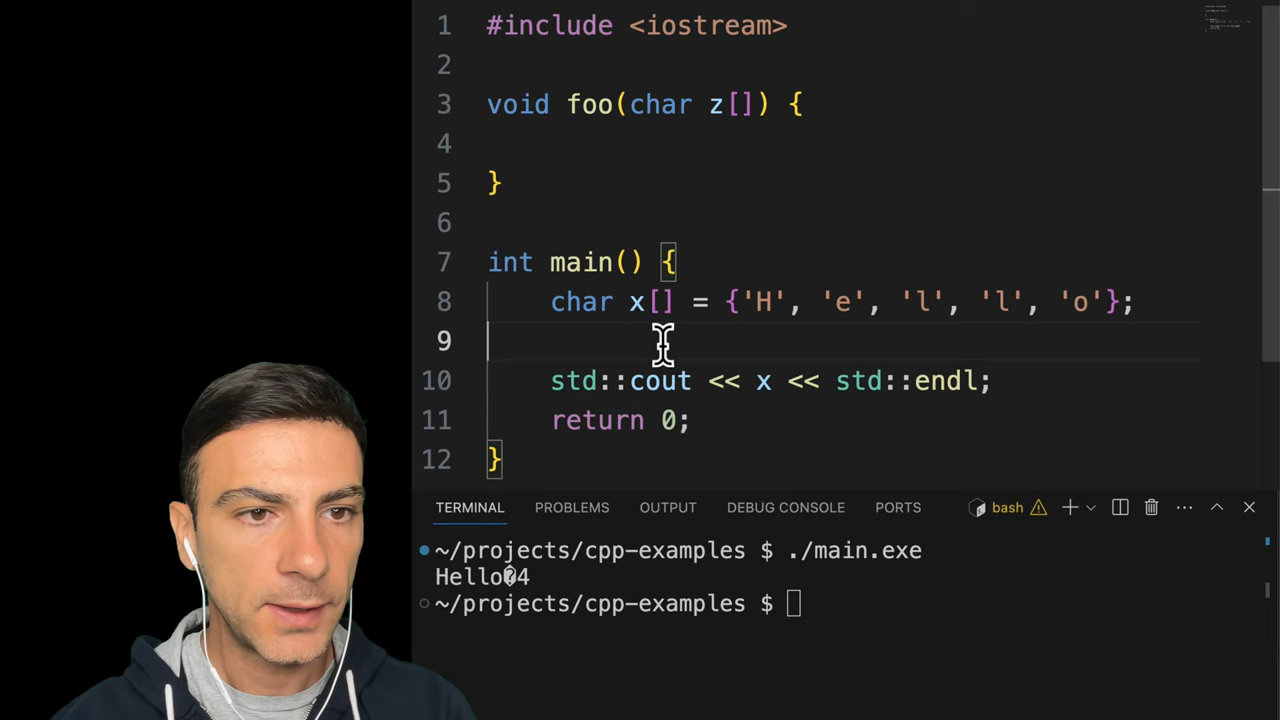 1 #include <iostream>
2
3 void foo(char z[]) {
4
5 }
6
7 int main() {
8 char x[] = {'H', 'e', 'l', 'l', 'o'};
9
10 std::cout << x << std::endl;
11 return 0;
12 }
TERMINAL PROBLEMS OUTPUT DEBUG CONSOLE PORTS bash
~/projects/cpp-examples $ ./main.exe
Hello�4
~/projects/cpp-examples $